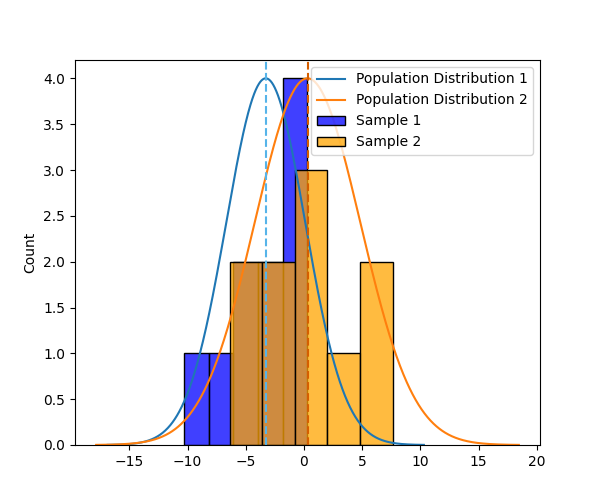 Population Distribution 1
Population Distribution 2
Sample 1
Sample 2
Count
4.0
3.5
3.0
2.5
2.0
1.5
1.0
0.5
0.0
−15 −10 −5 0 5 10 15 20